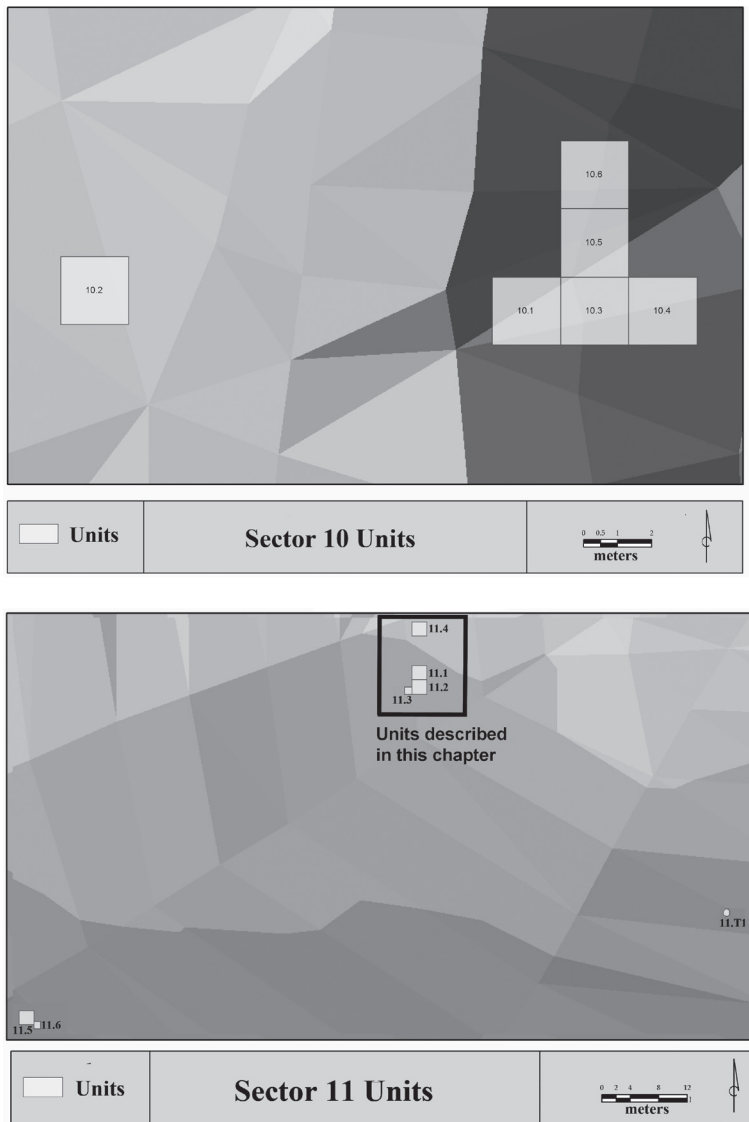 10.6
10.5
10.2
10.1 10.3 10.4
Units
Sector 10 Units
0 0.5 1 2
meters
11.4
11.1
11.2
11.3
Units described
in this chapter
11.T1
11.5 11.6
Units
Sector 11 Units
0 2 4 8 12
meters